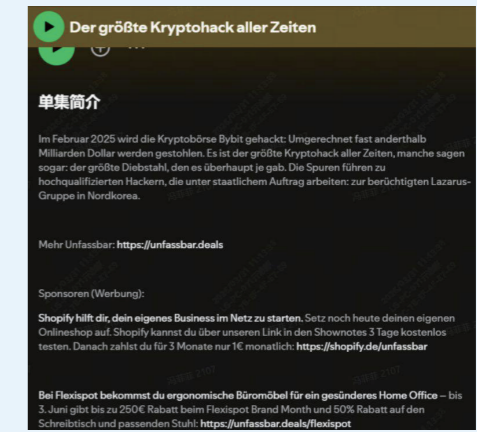 Der größte Kryptohack aller Zeiten
单集简介
Im Februar 2025 wird die Kryptobörse Bybit gehackt: Umgerechnet fast anderthalb
Milliarden Dollar werden gestohlen. Es ist der größte Kryptohack aller Zeiten, manche sagen
sogar: der größte Diebstahl, den es überhaupt je gab. Die Spuren führen zu
hochqualifizierten Hackern, die unter staatlichem Auftrag arbeiten: zur berüchtigten Lazarus-
Gruppe in Nordkorea.
Mehr Unfassbar: https://unfassbar.deals
Sponsoren (Werbung):
Shopify hilft dir, dein eigenes Business im Netz zu starten. Setz noch heute deinen eigenen
Onlineshop auf. Shopify kannst du über unseren Link in den Shownotes 3 Tage kostenlos
testen. Danach zahlst du für 3 Monate nur 1€ monatlich: https://shopify.de/unfassbar
Bei Flexispot bekommst du ergonomische Büromöbel für ein gesünderes Home Office – bis
3. Juni gibt es bis zu 250€ Rabatt beim Flexispot Brand Month und 50% Rabatt auf den
Schreibtisch und passenden Stuhl: https://unfassbar.deals/flexispot